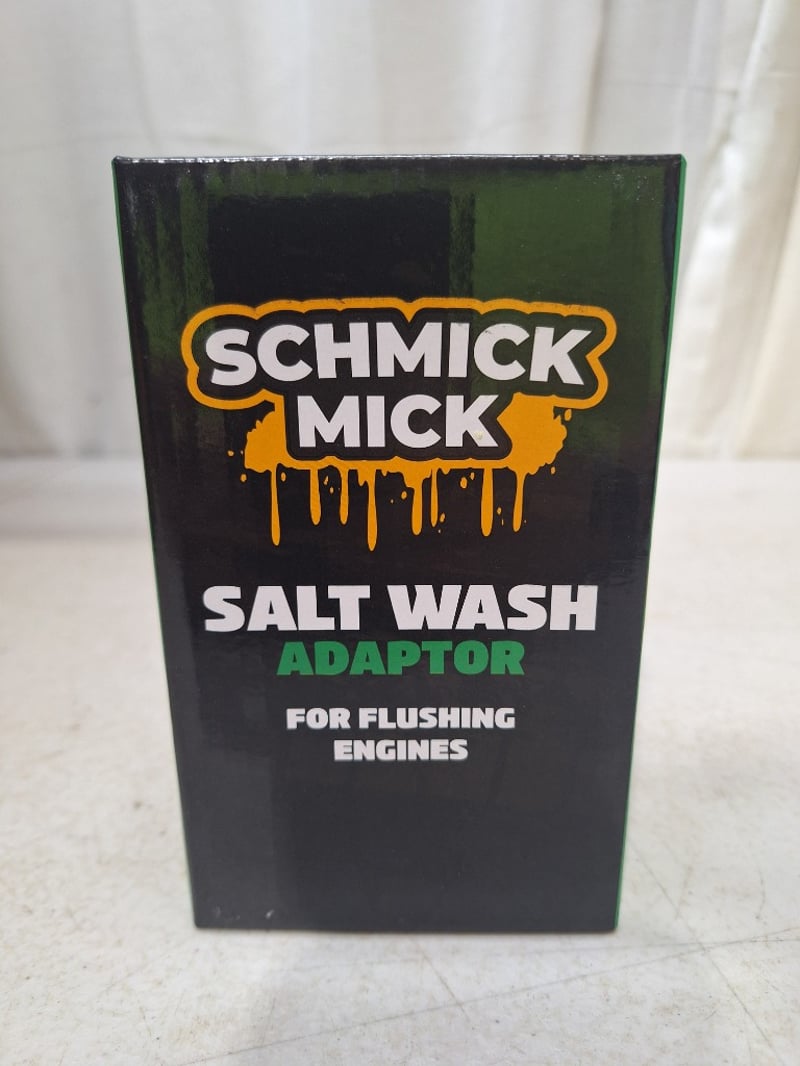 SCHMICK
MICK
SALT WASH
ADAPTOR
FOR FLUSHING
ENGINES